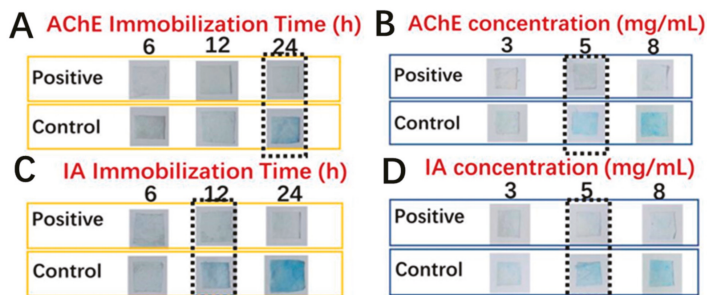 A
AChE Immobilization Time (h)
6 12 24
Positive
Control
B
AChE concentration (mg/mL)
3 5 8
Positive
Control
C
IA Immobilization Time (h)
6 12 24
Positive
Control
D
IA concentration (mg/mL)
3 5 8
Positive
Control